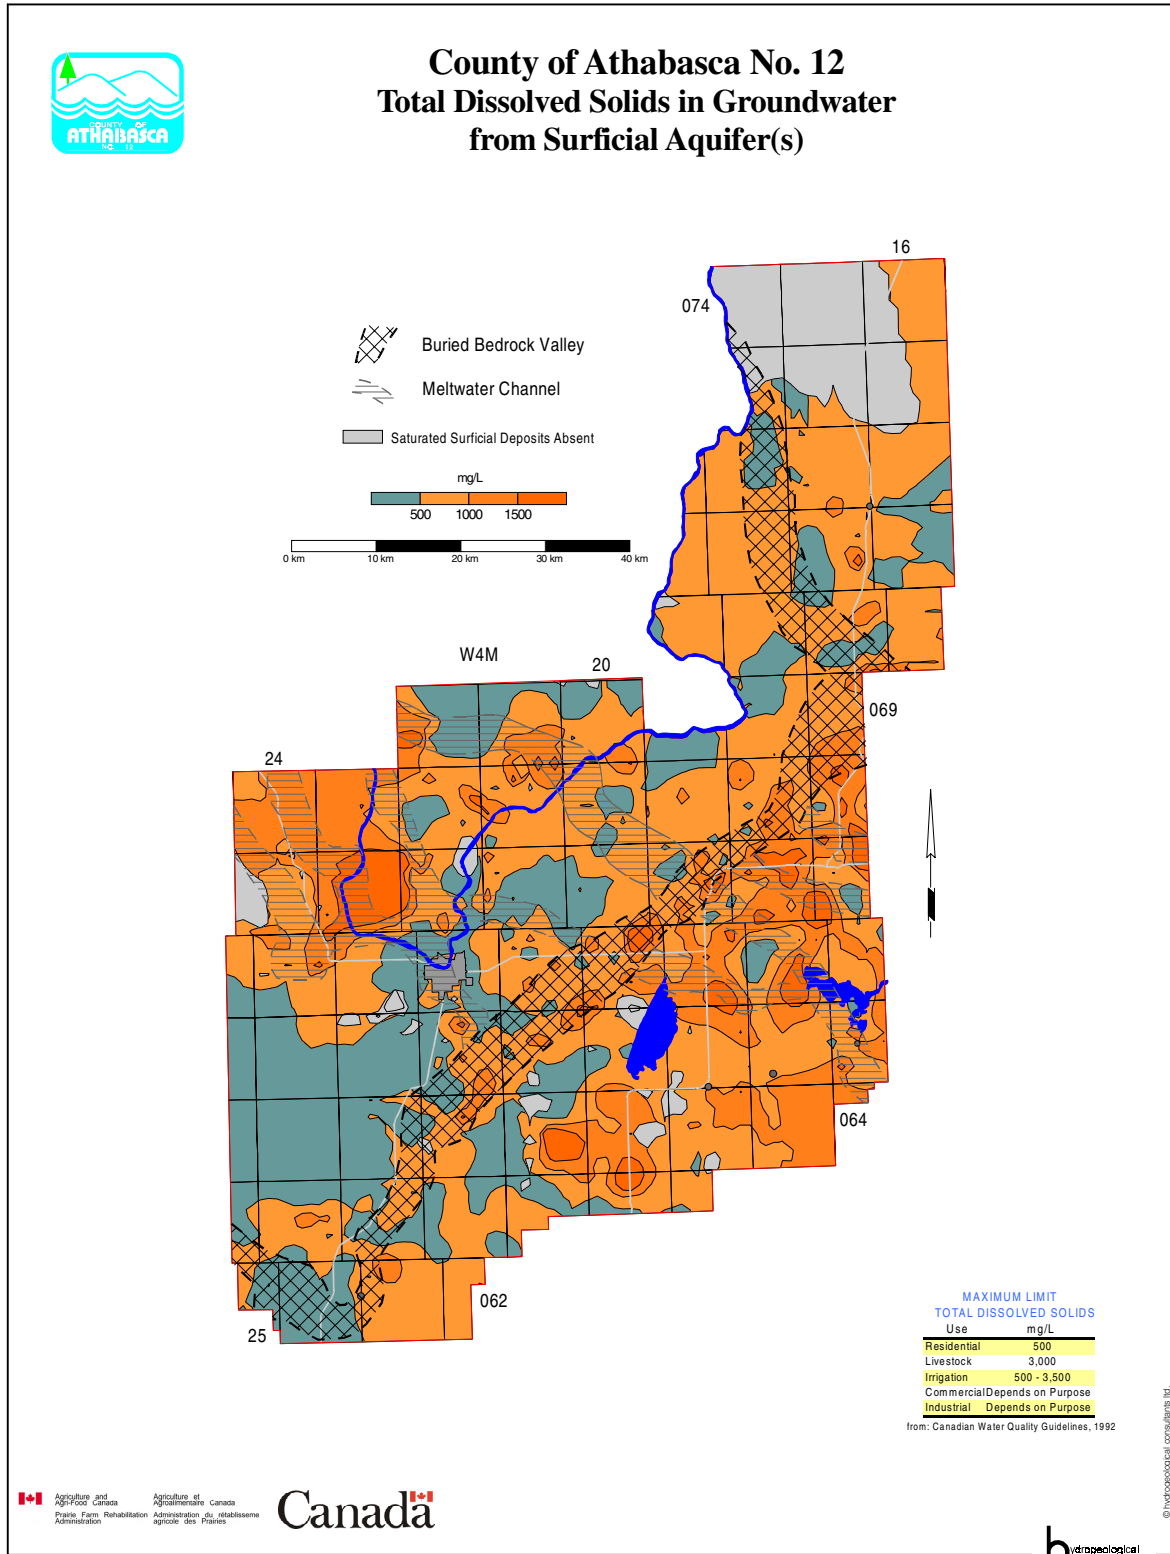 County of Athabasca No. 12
Total Dissolved Solids in Groundwater
from Surficial Aquifer(s)
COUNTY OF
ATHABASCA
NO. 12
16
074
Buried Bedrock Valley
Meltwater Channel
Saturated Surficial Deposits Absent
mg/L
500 1000 1500
0 km 10 km 20 km 30 km 40 km
W4M
20
069
24
064
062
25
MAXIMUM LIMIT
TOTAL DISSOLVED SOLIDS
Use mg/L
Residential 500
Livestock 3,000
Irrigation 500 - 3,500
Commercial Depends on Purpose
Industrial Depends on Purpose
from: Canadian Water Quality Guidelines, 1992
© hydrogeological consultants ltd.
Agriculture and Agriculture et
Agri-Food Canada Agroalimentaire Canada
Prairie Farm Rehabilitation Administration du rétablisseme
Administration agricole des Prairies
Canada
hydrogeological